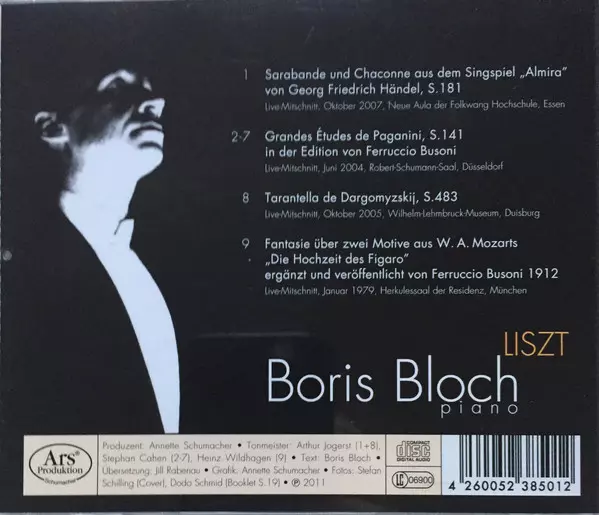 1 Sarabande und Chaconne aus dem Singspiel „Almira“
von Georg Friedrich Händel, S.181
Live-Mitschnitt, Oktober 2007, Neue Aula der Folkwang Hochschule, Essen
2-7 Grandes Études de Paganini, S.141
in der Edition von Ferruccio Busoni
Live-Mitschnitt, Juni 2004, Robert-Schumann-Saal, Düsseldorf
8 Tarantella de Dargomyzskij, S.483
Live-Mitschnitt, Oktober 2005, Wilhelm-Lehmbruck-Museum, Duisburg
9 Fantasie über zwei Motive aus W. A. Mozarts
„Die Hochzeit des Figaro“
ergänzt und veröffentlicht von Ferruccio Busoni 1912
Live-Mitschnitt, Januar 1979, Herkulessaal der Residenz, München
LISZT
Boris Bloch
piano
Ars
Produktion
Schumacher
Produzent: Annette Schumacher • Tonmeister: Arthur Jogerst (1+8),
Stephan Cohen (2-7), Heinz Wildhagen (9) • Text: Boris Bloch •
Übersetzung: Jill Rabenau • Grafik: Annette Schumacher • Fotos: Stefan
Schilling (Cover), Dodo Schmid (Booklet S.19) • ℗ 2011
COMPACT
disc
DIGITAL AUDIO
LC 06900
4 260052 385012